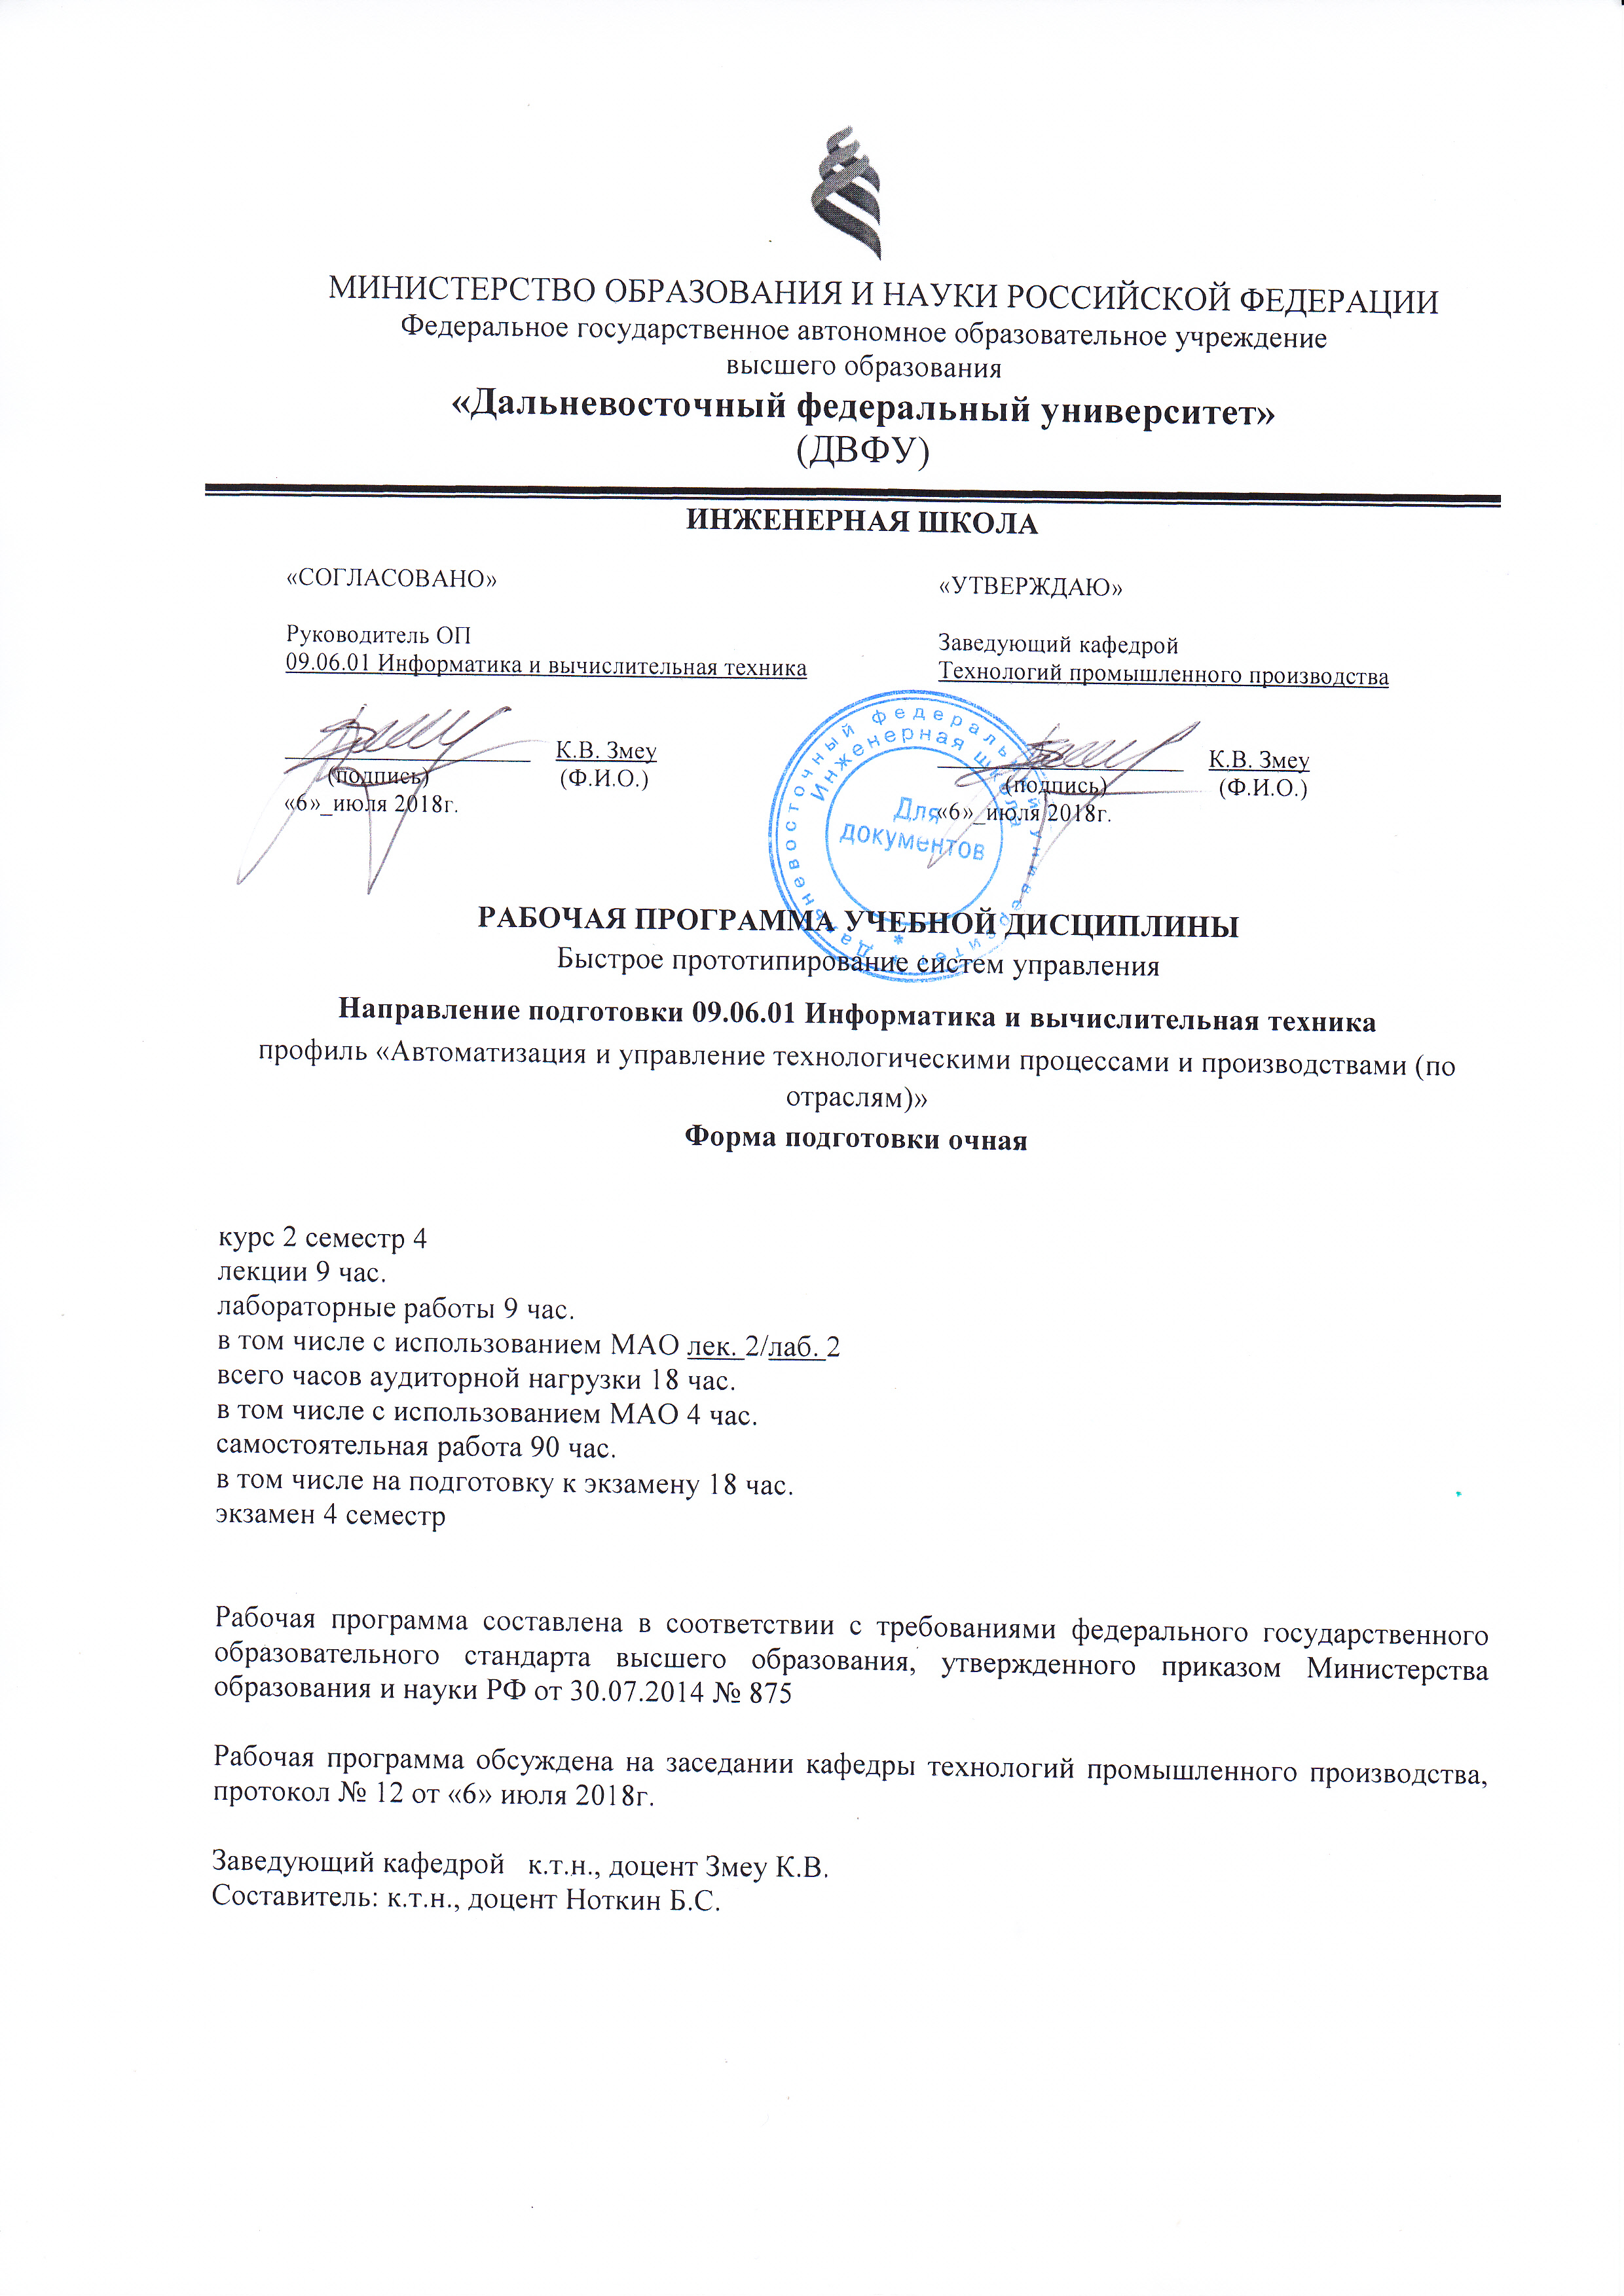 МИНИСТЕРСТВО ОБРАЗОВАНИЯ И НАУКИ РОССИЙСКОЙ ФЕДЕРАЦИИ
Федеральное государственное автономное образовательное учреждение
высшего образования
«Дальневосточный федеральный университет»
(ДВФУ)
ИНЖЕНЕРНАЯ ШКОЛА
«СОГЛАСОВАНО»
Руководитель ОП
09.06.01 Информатика и вычислительная техника
К.В. Змеу
(подпись) (Ф.И.О.)
«6»_июля 2018г.
«УТВЕРЖДАЮ»
Заведующий кафедрой
Технологий промышленного производства
К.В. Змеу
(подпись) (Ф.И.О.)
«6»_июля 2018г.
Дальневосточный федеральный университет
Инженерная школа
Для
документов
РАБОЧАЯ ПРОГРАММА УЧЕБНОЙ ДИСЦИПЛИНЫ
Быстрое прототипирование систем управления
Направление подготовки 09.06.01 Информатика и вычислительная техника
профиль «Автоматизация и управление технологическими процессами и производствами (по
отраслям)»
Форма подготовки очная
курс 2 семестр 4
лекции 9 час.
лабораторные работы 9 час.
в том числе с использованием МАО лек. 2/лаб. 2
всего часов аудиторной нагрузки 18 час.
в том числе с использованием МАО 4 час.
самостоятельная работа 90 час.
в том числе на подготовку к экзамену 18 час.
экзамен 4 семестр
Рабочая программа составлена в соответствии с требованиями федерального государственного
образовательного стандарта высшего образования, утвержденного приказом Министерства
образования и науки РФ от 30.07.2014 № 875
Рабочая программа обсуждена на заседании кафедры технологий промышленного производства,
протокол № 12 от «6» июля 2018г.
Заведующий кафедрой к.т.н., доцент Змеу К.В.
Составитель: к.т.н., доцент Ноткин Б.С.